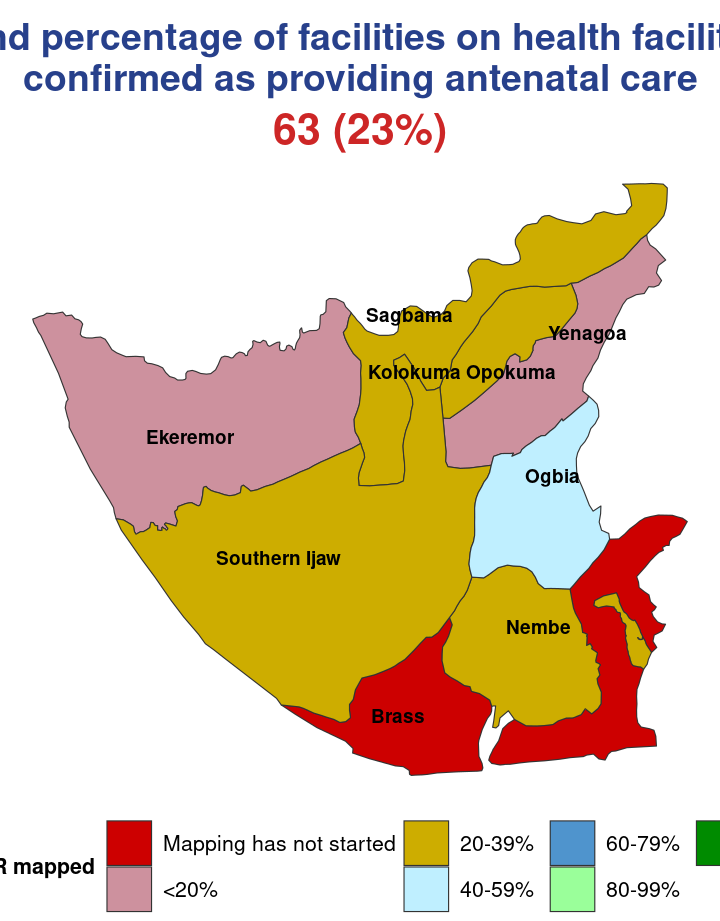 percentage of facilities on health
confirmed as providing antenatal care
63 (23%)
Sagbama
Yenagoa
Kolokuma Opokuma
Ekeremor
Ogbia
Southern Ijaw
Nembe
Brass
Mapping has not started
20-39%
60-79%
R mapped
<20%
40-59%
80-99%